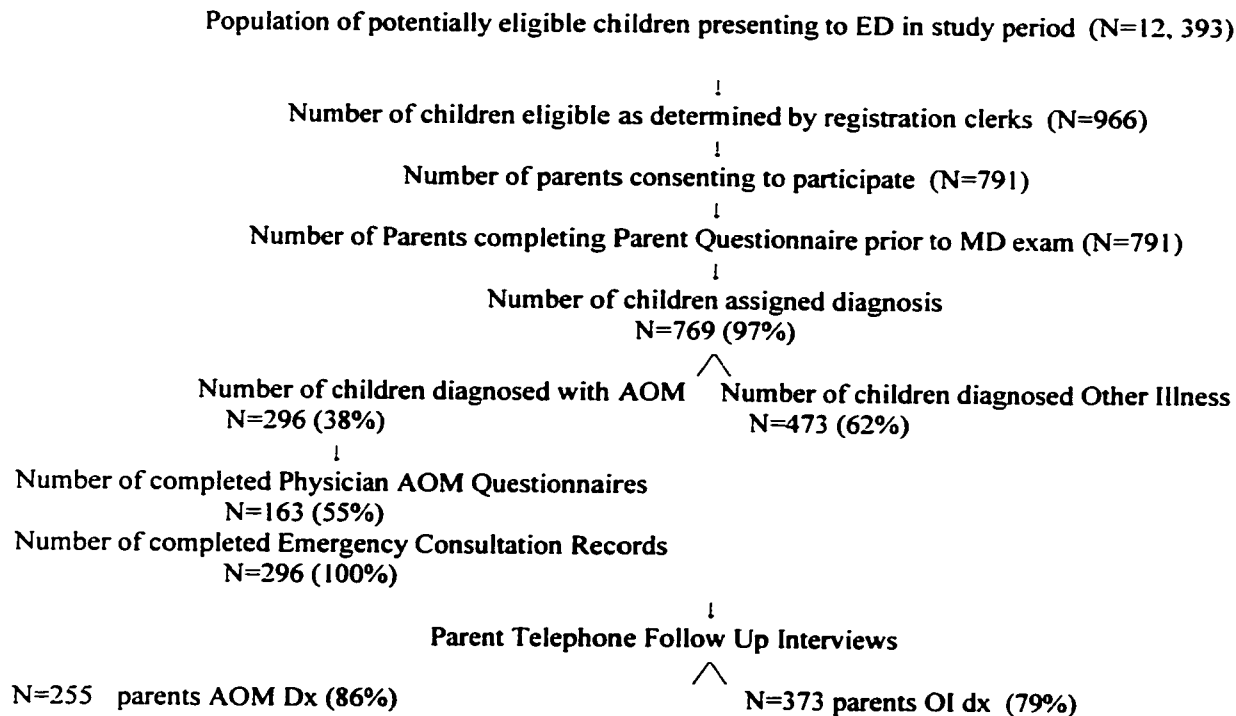 Population of potentially eligible children presenting to ED in study period (N=12, 393)
Number of children eligible as determined by registration clerks (N=966)
Number of parents consenting to participate (N=791)
Number of Parents completing Parent Questionnaire prior to MD exam (N=791)
Number of children assigned diagnosis
N=769 (97%)
Number of children diagnosed with AOM Number of children diagnosed Other Illness
N=296 (38%) N=473 (62%)
Number of completed Physician AOM Questionnaires
N=163 (55%)
Number of completed Emergency Consultation Records
N=296 (100%)
Parent Telephone Follow Up Interviews
N=255 parents AOM Dx (86%) N=373 parents OI dx (79%)